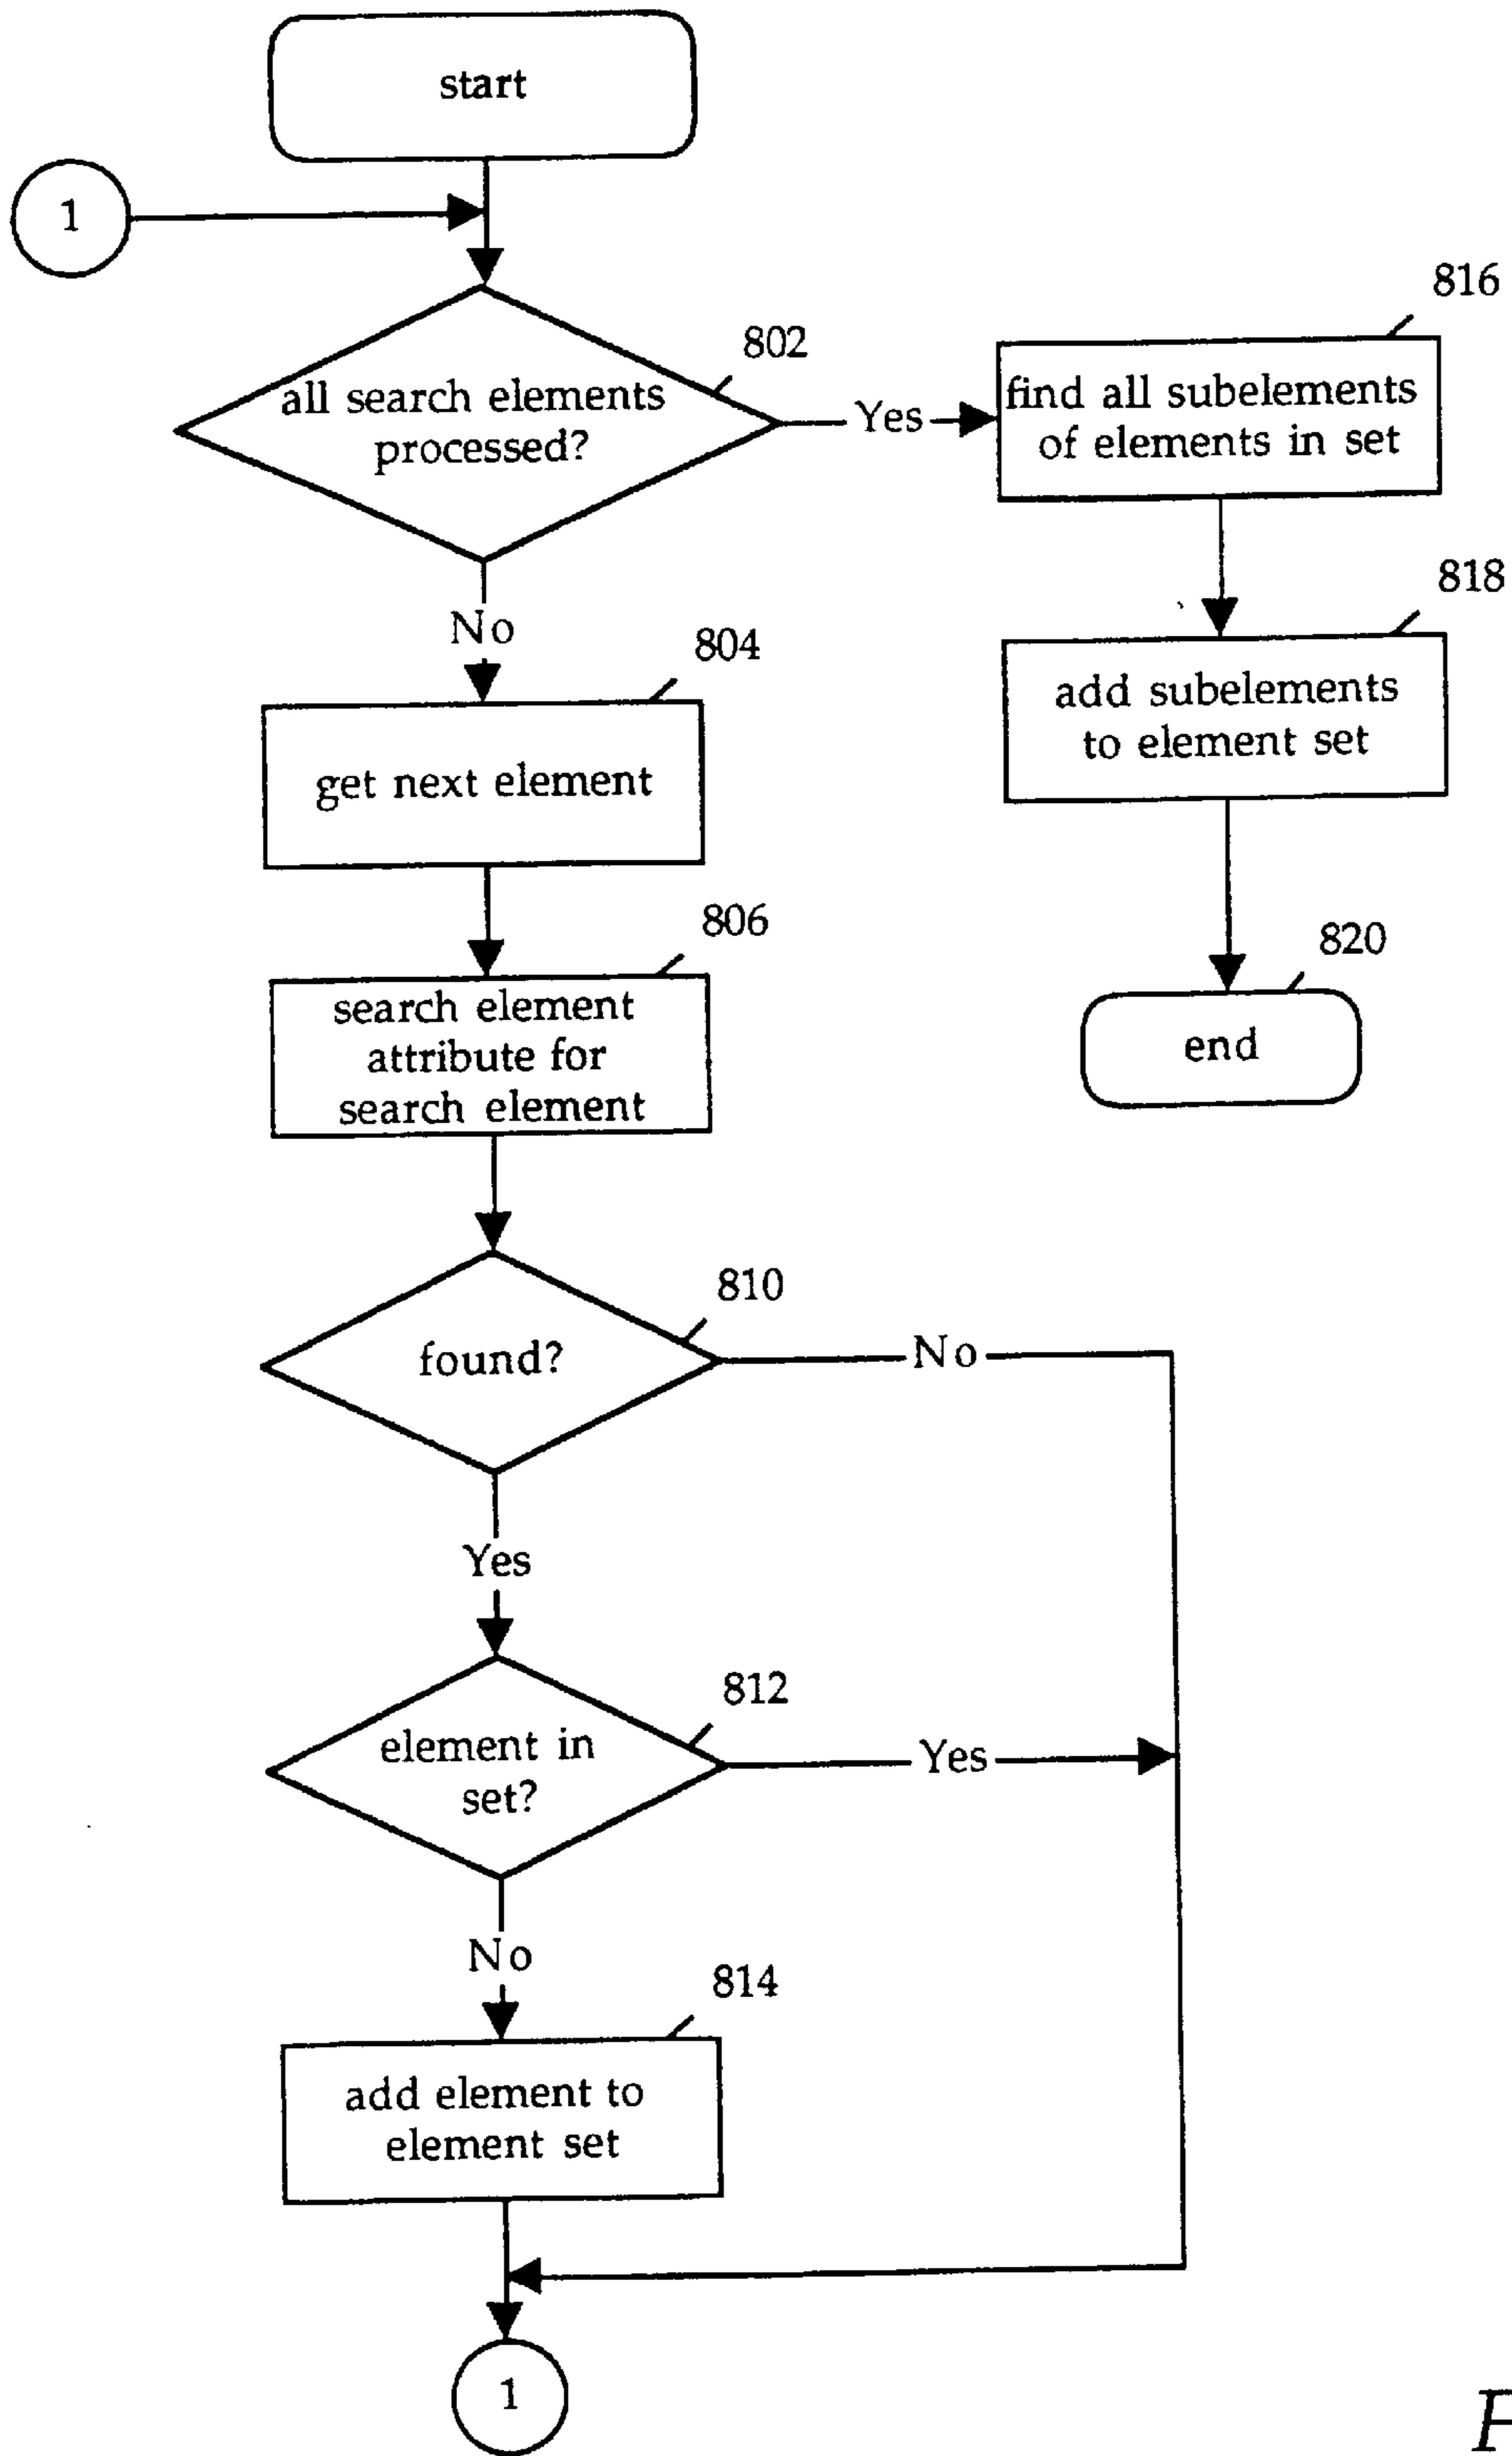 start
1
802
all search elements
processed?
Yes
816
find all subelements
of elements in set
No
818
add subelements
to element set
804
get next element
820
end
806
search element
attribute for
search element
810
found?
No
Yes
812
element in
set?
Yes
No
814
add element to
element set
1